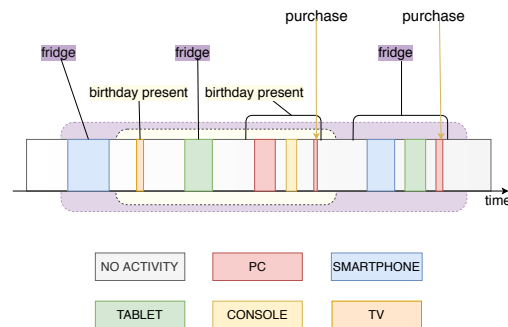 purchase purchase
fridge fridge fridge
birthday present birthday present
time
NO ACTIVITY PC SMARTPHONE
TABLET CONSOLE TV